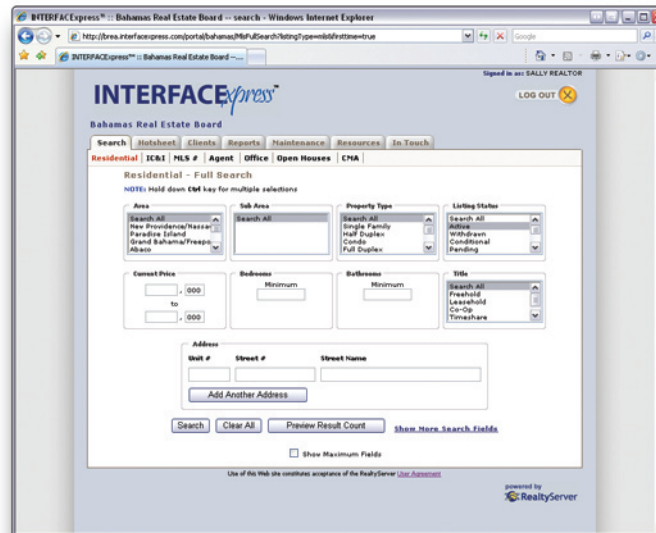 INTERFACExpress™ :: Bahamas Real Estate Board -- search - Windows Internet Explorer
http://brea.interfacexpress.com/portal/bahamas/MlsFullSearch?listingType=mls&firsttime=true
Google
INTERFACExpress™ :: Bahamas Real Estate Board --...
Signed in as: SALLY REALTOR
INTERFACExpress™
LOG OUT
Bahamas Real Estate Board
Search Hotsheet Clients Reports Maintenance Resources In Touch
Residential IC&I MLS # Agent Office Open Houses CMA
Residential - Full Search
NOTE: Hold down Ctrl key for multiple selections
Area Sub Area Property Type Listing Status
Search All Search All Search All Search All
New Providence/Nassau Single Family Active
Paradise Island Half Duplex Withdrawn
Grand Bahama/Freepo Condo Conditional
Abaco Full Duplex Pending
Current Price Bedrooms Bathrooms Title
, 000 Minimum Minimum Search All
Freehold
to Leasehold
Co-Op
, 000 Timeshare
Address
Unit # Street # Street Name
Add Another Address
Search Clear All Preview Result Count Show More Search Fields
Show Maximum Fields
Use of this Web site constitutes acceptance of the RealtyServer User Agreement
powered by
RealtyServer